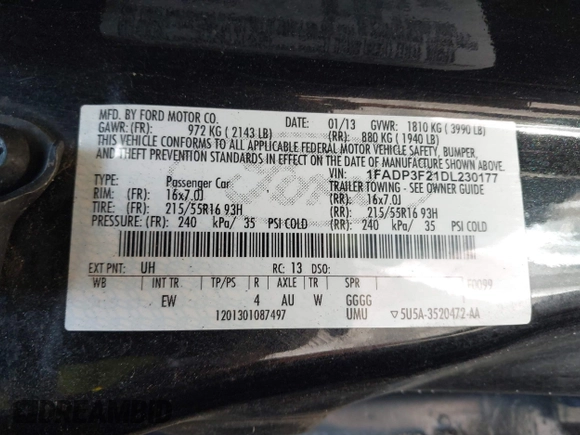 MFD. BY FORD MOTOR CO. DATE: 01/13 GVWR: 1810 KG ( 3990 LB)
GAWR: (FR): 972 KG ( 2143 LB) (RR): 880 KG ( 1940 LB)
THIS VEHICLE CONFORMS TO ALL APPLICABLE FEDERAL MOTOR VEHICLE SAFETY, BUMPER,
AND THEFT PREVENTION STANDARDS IN EFFECT ON THE DATE OF MANUFACTURE SHOWN ABOVE.
VIN: 1FADP3F21DL230177
TYPE: Passenger Car TRAILER TOWING - SEE OWNER GUIDE
RIM: (FR): 16x7.0J (RR): 16x7.0J
TIRE: (FR): 215/55R16 93H (RR): 215/55R16 93H
PRESSURE: (FR): 240 kPa/ 35 PSI COLD (RR): 240 kPa/ 35 PSI COLD
EXT PNT: UH RC: 13 DSO: F0099
WB INT TR TP/PS R AXLE TR SPR
EW 4 AU W GGGG
1201301087497 UMU ▽5U5A-3520472-AA
DREAMBID